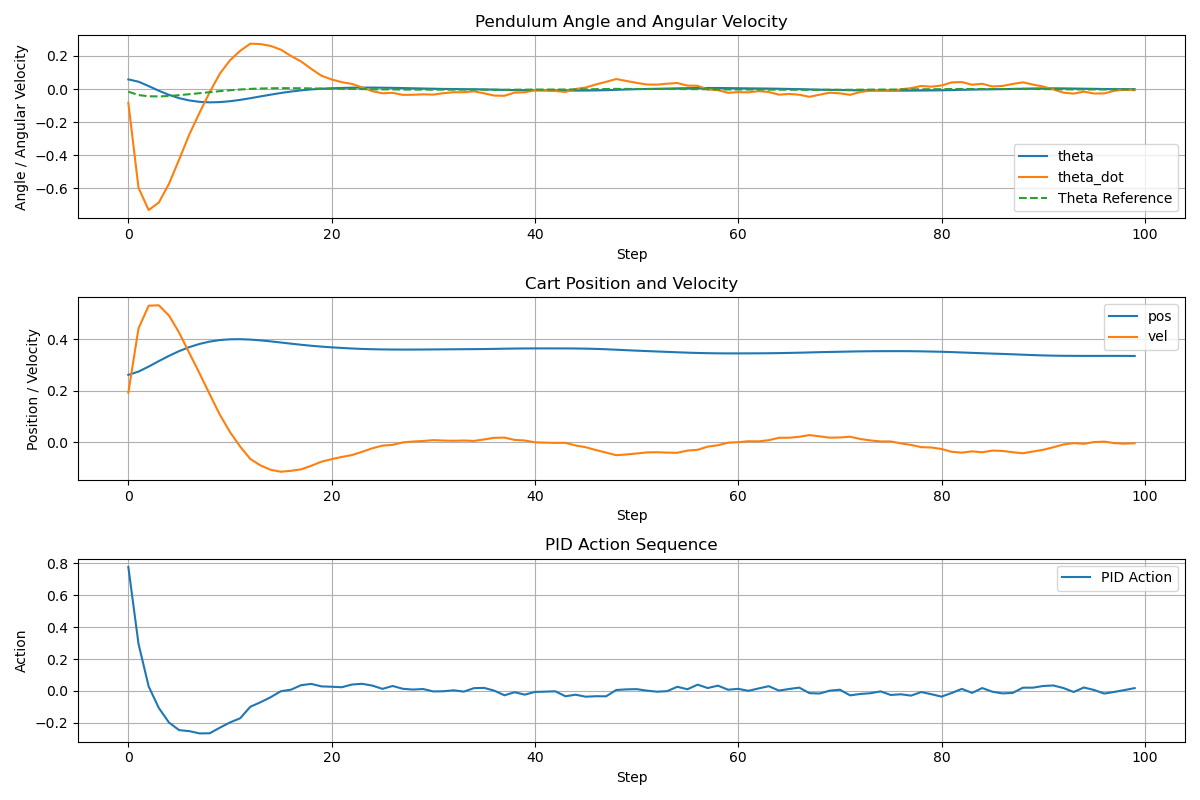 Pendulum Angle and Angular Velocity
Angle / Angular Velocity
0.2
0.0
−0.2
−0.4
−0.6
theta
theta_dot
Theta Reference
0 20 40 60 80 100
Step
Cart Position and Velocity
Position / Velocity
0.4
0.2
0.0
pos
vel
0 20 40 60 80 100
Step
PID Action Sequence
Action
0.8
0.6
0.4
0.2
0.0
−0.2
PID Action
0 20 40 60 80 100
Step